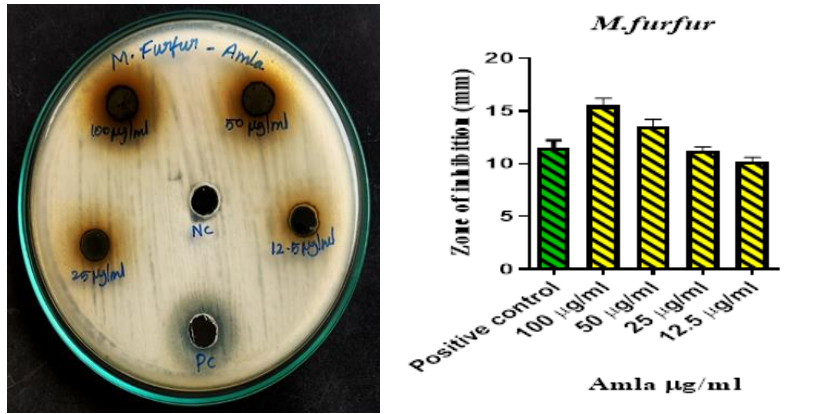 M. Furfur - Amla
100 µg/ml
50 µg/ml
NC
25 µg/ml
12.5 µg/ml
PC
M.furfur
Zone of inhibition (mm)
20
15
10
5
0
Positive control
100 µg/ml
50 µg/ml
25 µg/ml
12.5 µg/ml
Amla µg/ml